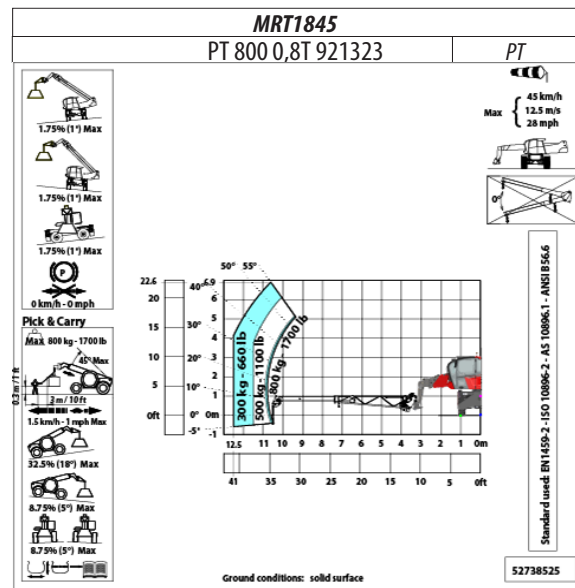 MRT1845
PT 800 0,8T 921323
PT
1.75% (1°) Max
1.75% (1°) Max
1.75% (1°) Max
P
0 km/h - 0 mph
Pick & Carry
Max 800 kg - 1700 lb
45° Max
0.3 m / 1 ft
3 m / 10 ft
1.5 km/h - 1 mph Max
32.5% (18°) Max
8.75% (5°) Max
8.75% (5°) Max
Max
45 km/h
12.5 m/s
28 mph
0°
50° 55°
22.6 6.9 40°
20 6
5
15 4 30°
10 3 20°
2
5 10°
1
0ft 0° 0m
-5° -1
300 kg - 660 lb
500 kg - 1100 lb
800 kg - 1700 lb
12.5 11 10 9 8 7 6 5 4 3 2 1 0m
41 35 30 25 20 15 10 5 0ft
Standard used: EN1459-2 - ISO 10896-2 - AS 10896.1 - ANSI B56.6
Ground conditions: solid surface
52738525